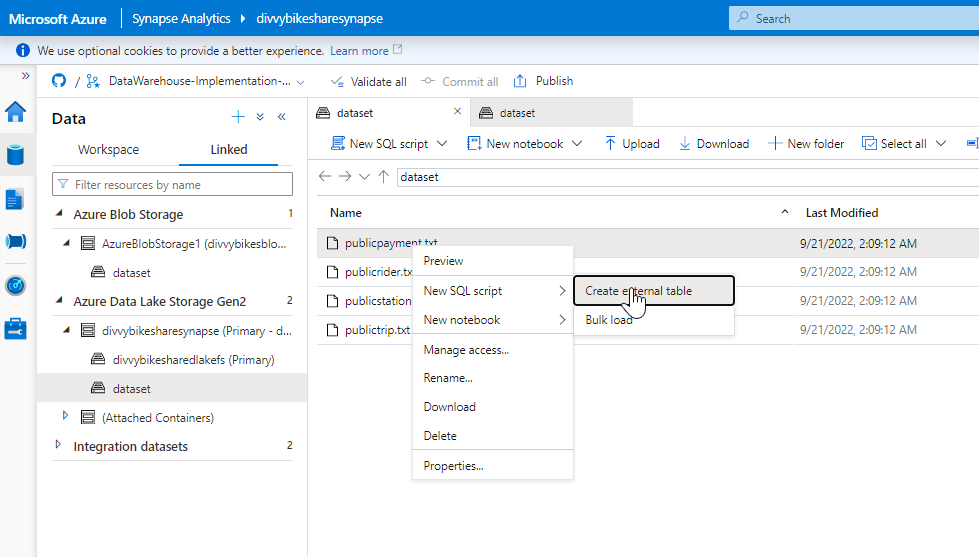 Microsoft Azure
Synapse Analytics
divvybikesharesynapse
Search
We use optional cookies to provide a better experience. Learn more
/ DataWarehouse-Implementation-...
Validate all
Commit all
Publish
Data
Workspace
Linked
Filter resources by name
Azure Blob Storage 1
AzureBlobStorage1 (divvybikesblo...
dataset
Azure Data Lake Storage Gen2 2
divvybikesharesynapse (Primary - d...
divvybikesharedlakefs (Primary)
dataset
(Attached Containers)
Integration datasets 2
dataset
dataset
New SQL script
New notebook
Upload
Download
New folder
Select all
dataset
Name
Last Modified
publicpayment.txt 9/21/2022, 2:09:12 AM
publicrider.tx 9/21/2022, 2:09:12 AM
publicstation 9/21/2022, 2:09:12 AM
publictrip.txt 9/21/2022, 2:09:12 AM
Preview
New SQL script
New notebook
Manage access...
Rename...
Download
Delete
Properties...
Create external table
Bulk load